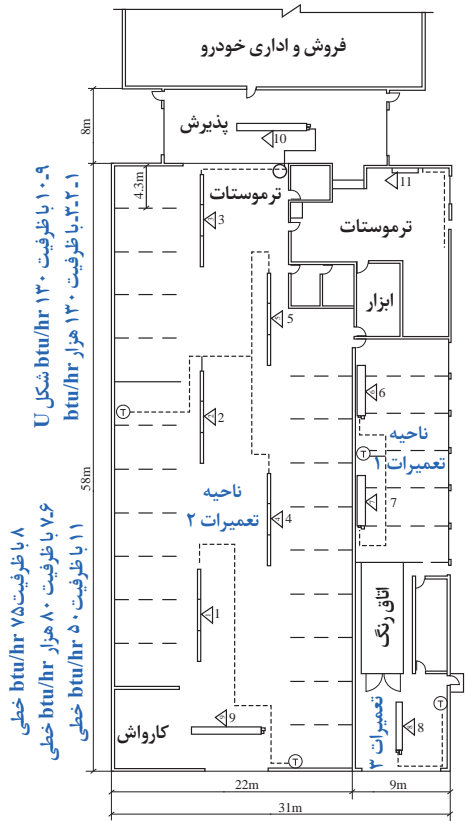 فروش و اداری خودرو
8m
پذیرش
10
4.3m
ترموستات
3
11
ترموستات
ابزار
5
T
2
6
ناحیه
تعمیرات ۱
T
7
ناحیه
تعمیرات ۲
4
58m
1
اتاق رنگ
کارواش
9
T
تعمیرات ۳
8
T
22m
9m
31m
۱-۲-۳-با ظرفیت ۱۳۰ هزار btu/hr
۹-۱۰ با ظرفیت ۱۳۰ btu/hr شکل U
۸ با ظرفیت ۷۵ btu/hr خطی
۶-۷ با ظرفیت ۸۰ هزار btu/hr خطی
۱۱ با ظرفیت ۵۰ btu/hr خطی